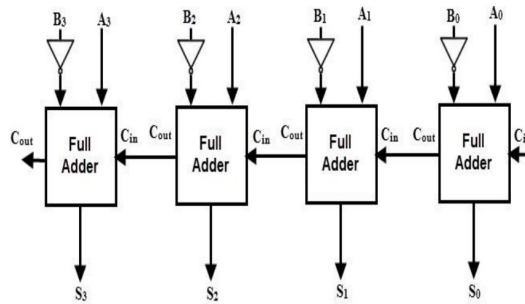 B3 A3 B2 A2 B1 A1 B0 A0
Cout Full Adder Cin Cout Full Adder Cin Cout Full Adder Cin Cout Full Adder
S3 S2 S1 S0